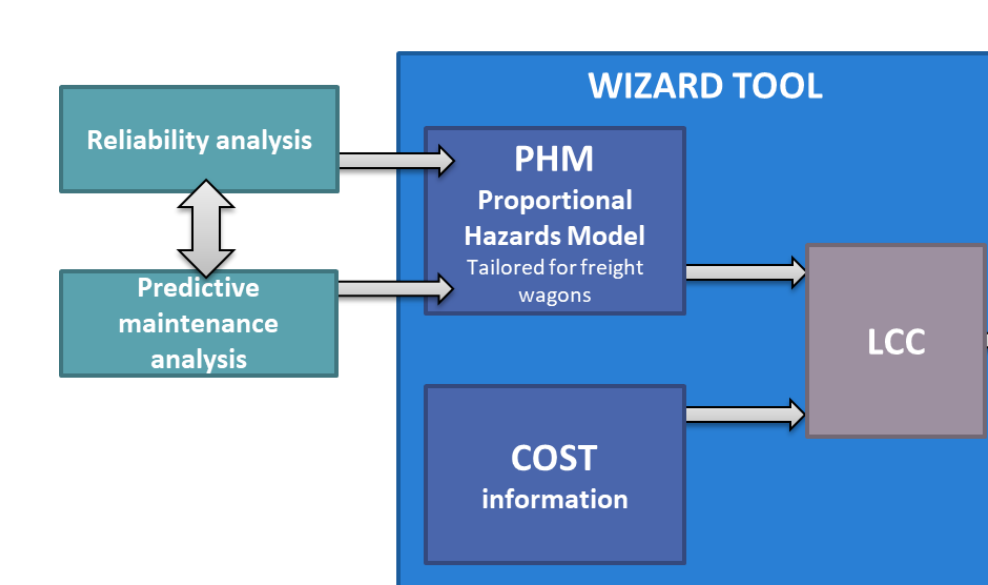 WIZARD TOOL
Reliability analysis
PHM
Proportional
Hazards Model
Tailored for freight
wagons
Predictive
maintenance
analysis
LCC
COST
information